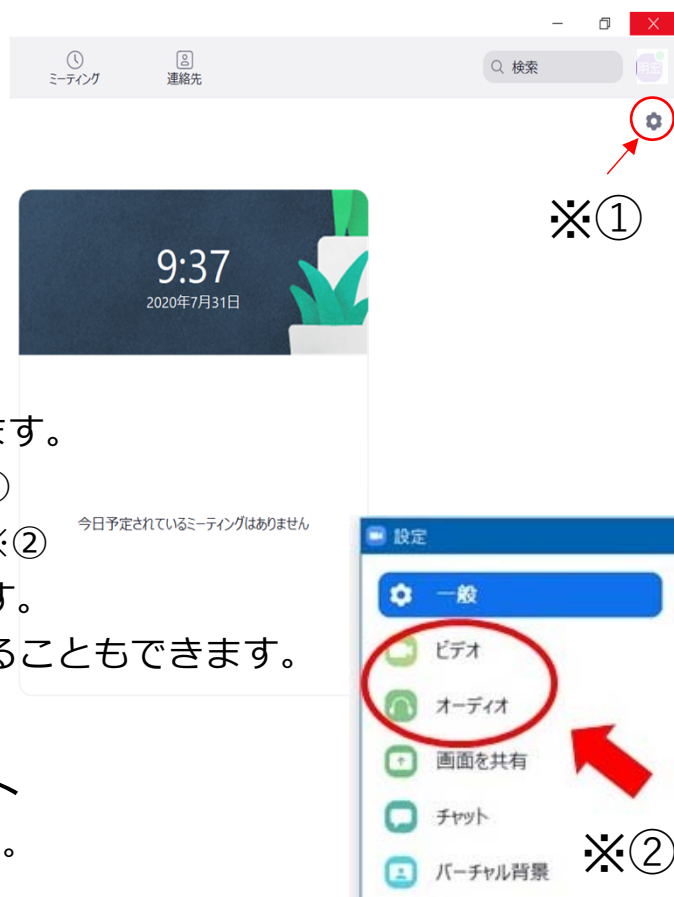 ミーティング
連絡先
検索
明宏
※①
9:37
2020年7月31日
ます。
今日予定されているミーティングはありません
※②
す。
ることもできます。
。
設定
一般
ビデオ
オーディオ
画面を共有
チャット
バーチャル背景
※②